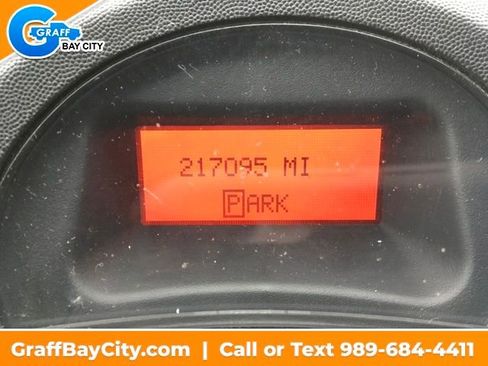 GRAFF
BAY CITY
217095 MI
PARK
GraffBayCity.com | Call or Text 989-684-4411